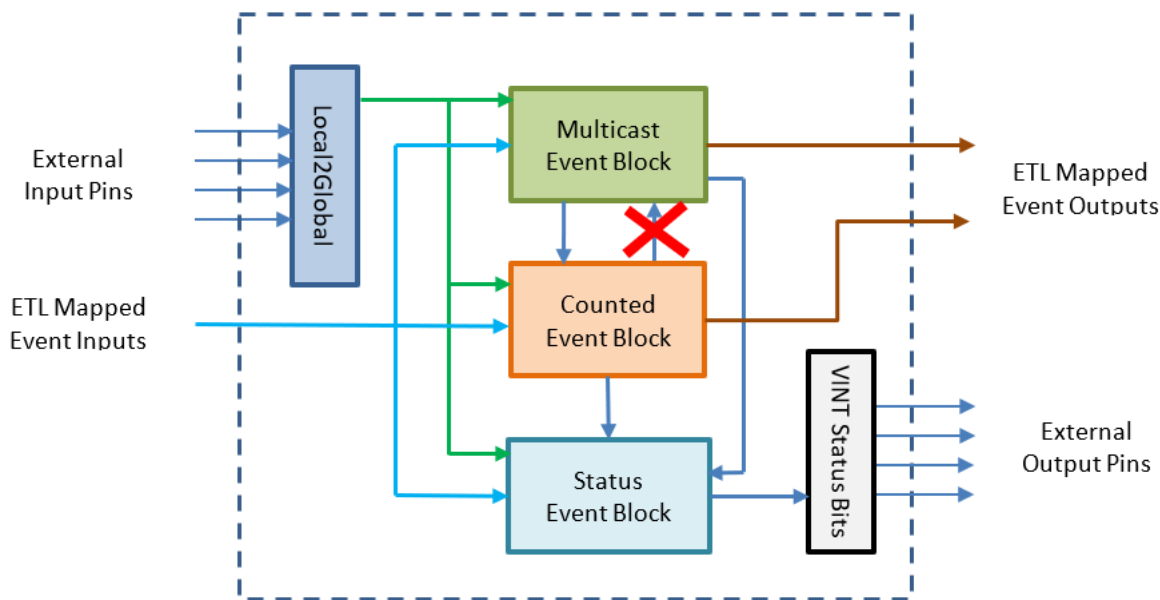 External
Input Pins
Local2Global
ETL Mapped
Event Inputs
Multicast
Event Block
Counted
Event Block
Status
Event Block
VINT Status Bits
ETL Mapped
Event Outputs
External
Output Pins